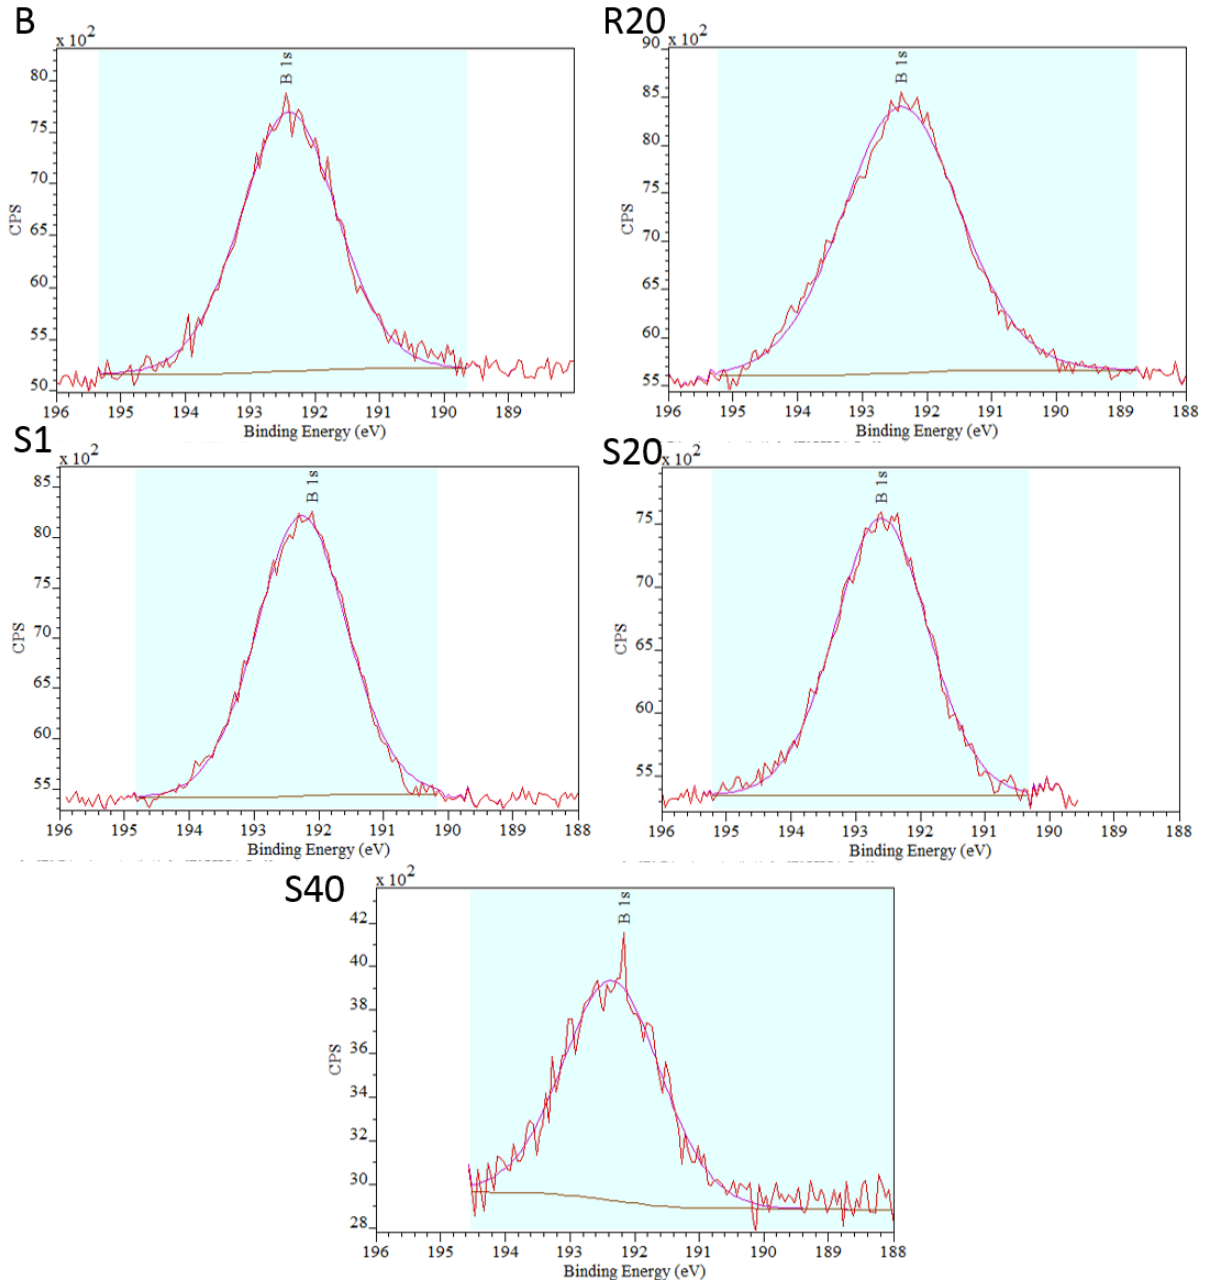 B
x 10²
B 1s
80
75
70
65
60
55
50
CPS
196 195 194 193 192 191 190 189
Binding Energy (eV)
R20
90 x 10²
B 1s
85
80
75
70
65
60
55
CPS
196 195 194 193 192 191 190 189 188
Binding Energy (eV)
S1
x 10²
B 1s
85
80
75
70
65
60
55
CPS
196 195 194 193 192 191 190 189 188
Binding Energy (eV)
S20
x 10²
B 1s
75
70
65
60
55
CPS
196 195 194 193 192 191 190 189 188
Binding Energy (eV)
S40
x 10²
B 1s
42
40
38
36
34
32
30
28
CPS
196 195 194 193 192 191 190 189 188
Binding Energy (eV)